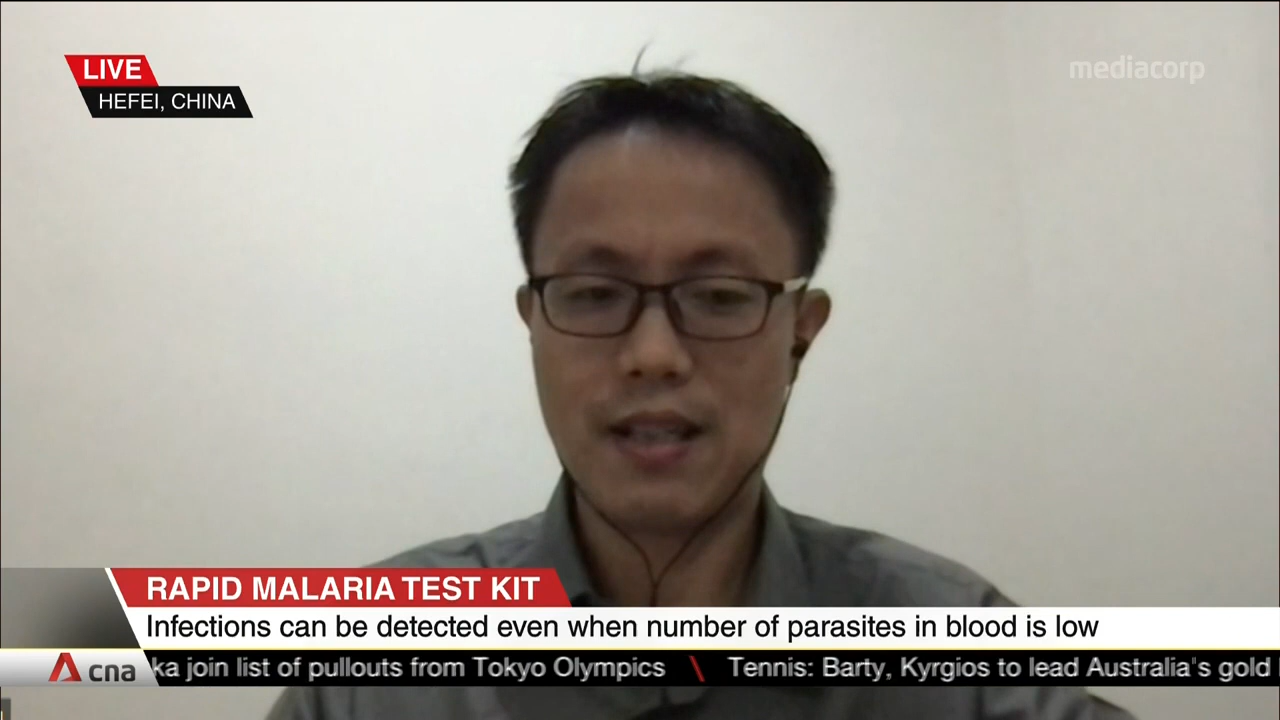 LIVE
HEFEI, CHINA
mediacorp
RAPID MALARIA TEST KIT
Infections can be detected even when number of parasites in blood is low
cna
ka join list of pullouts from Tokyo Olympics \ Tennis: Barty, Kyrgios to lead Australia's gold